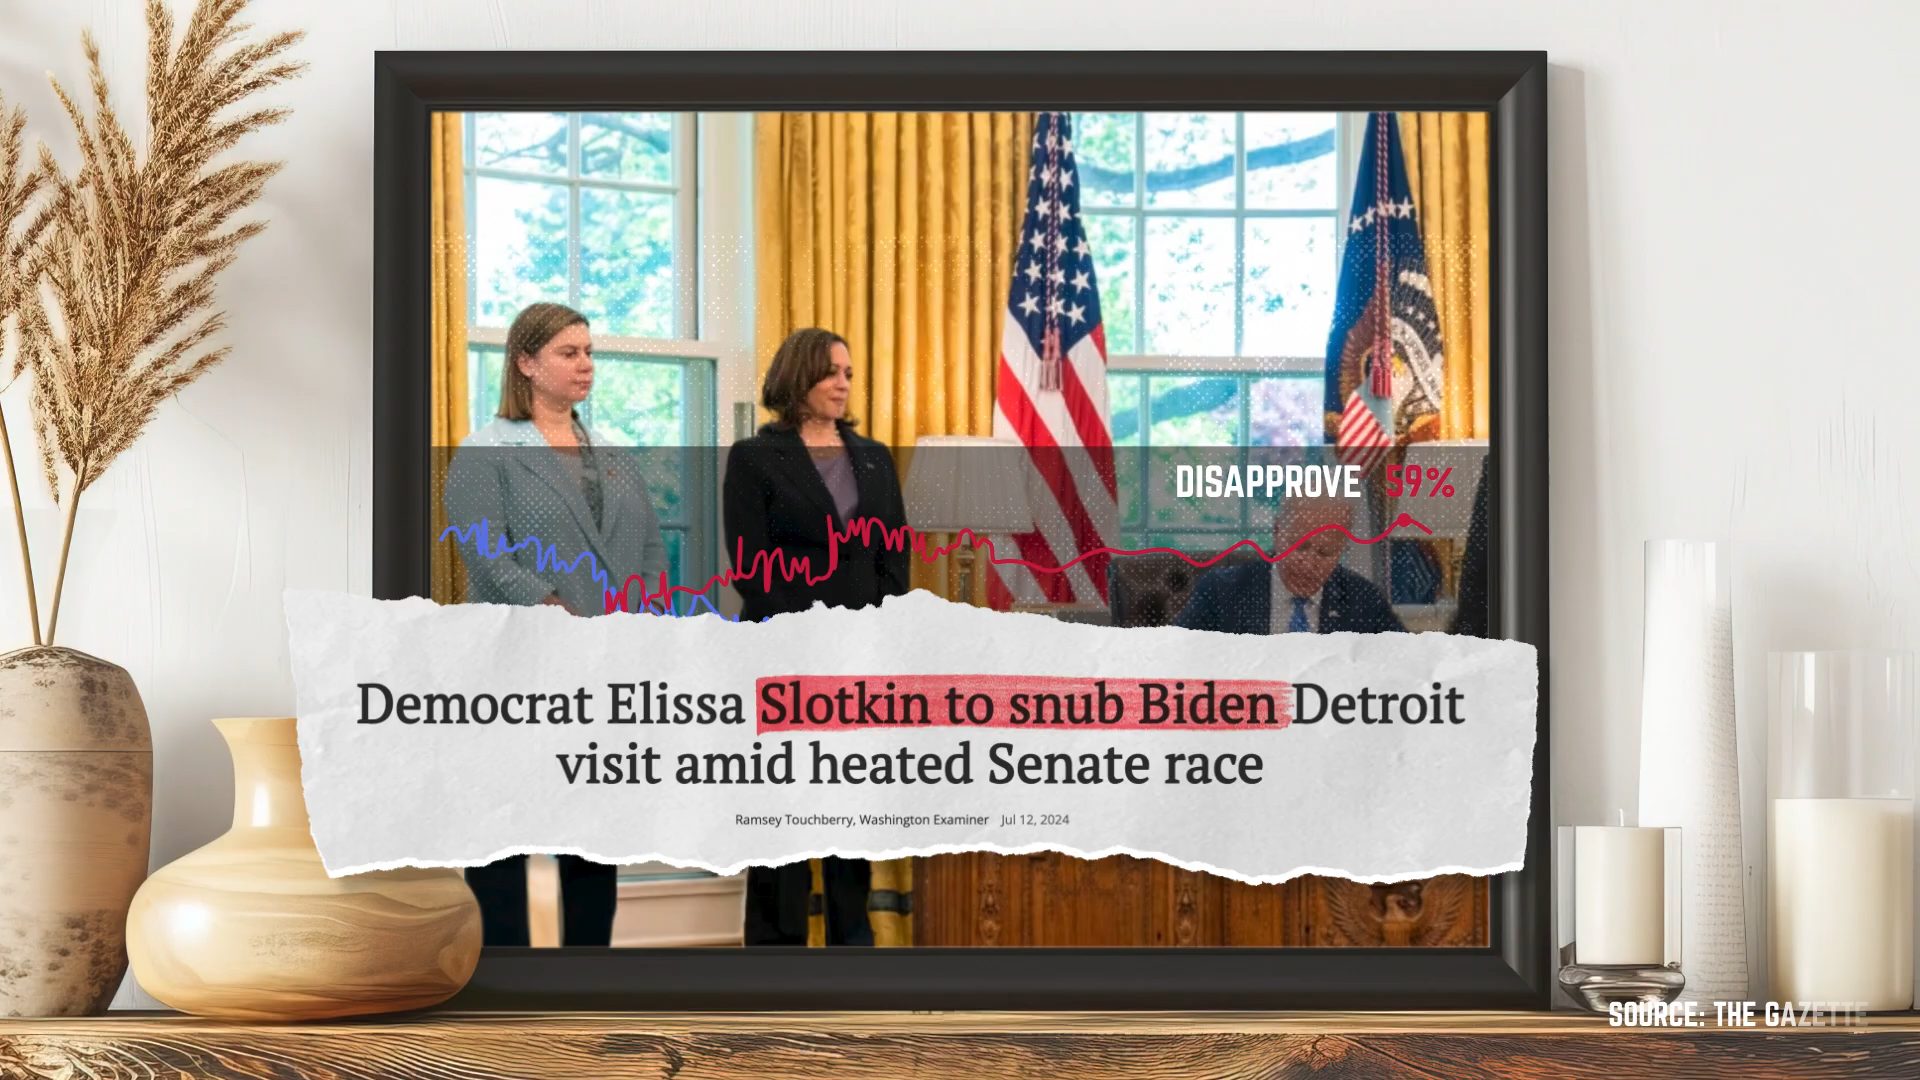 DISAPPROVE 59%
Democrat Elissa Slotkin to snub Biden Detroit
visit amid heated Senate race
Ramsey Touchberry, Washington Examiner Jul 12, 2024
SOURCE: THE GAZETTE